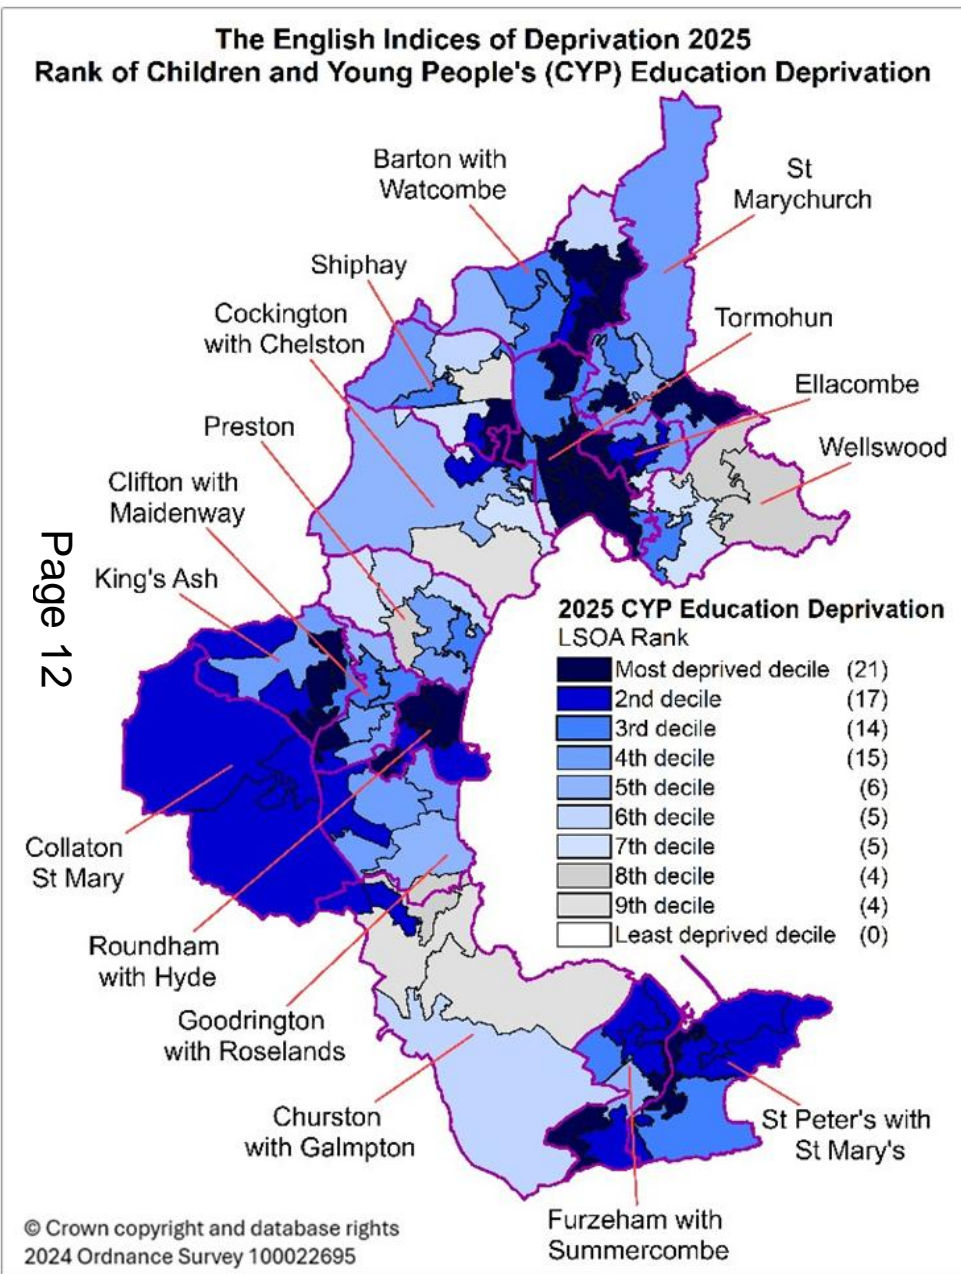 The English Indices of Deprivation 2025
Rank of Children and Young People's (CYP) Education Deprivation
Barton with
Watcombe
St
Marychurch
Shiphay
Cockington
with Chelston
Tormohun
Ellacombe
Preston
Wellswood
Clifton with
Maidenway
King's Ash
Page 12
2025 CYP Education Deprivation
LSOA Rank
Most deprived decile (21)
2nd decile (17)
3rd decile (14)
4th decile (15)
5th decile (6)
6th decile (5)
7th decile (5)
8th decile (4)
9th decile (4)
Least deprived decile (0)
Collaton
St Mary
Roundham
with Hyde
Goodrington
with Roselands
Churston
with Galmpton
St Peter's with
St Mary's
Furzeham with
Summercombe
© Crown copyright and database rights
2024 Ordnance Survey 100022695